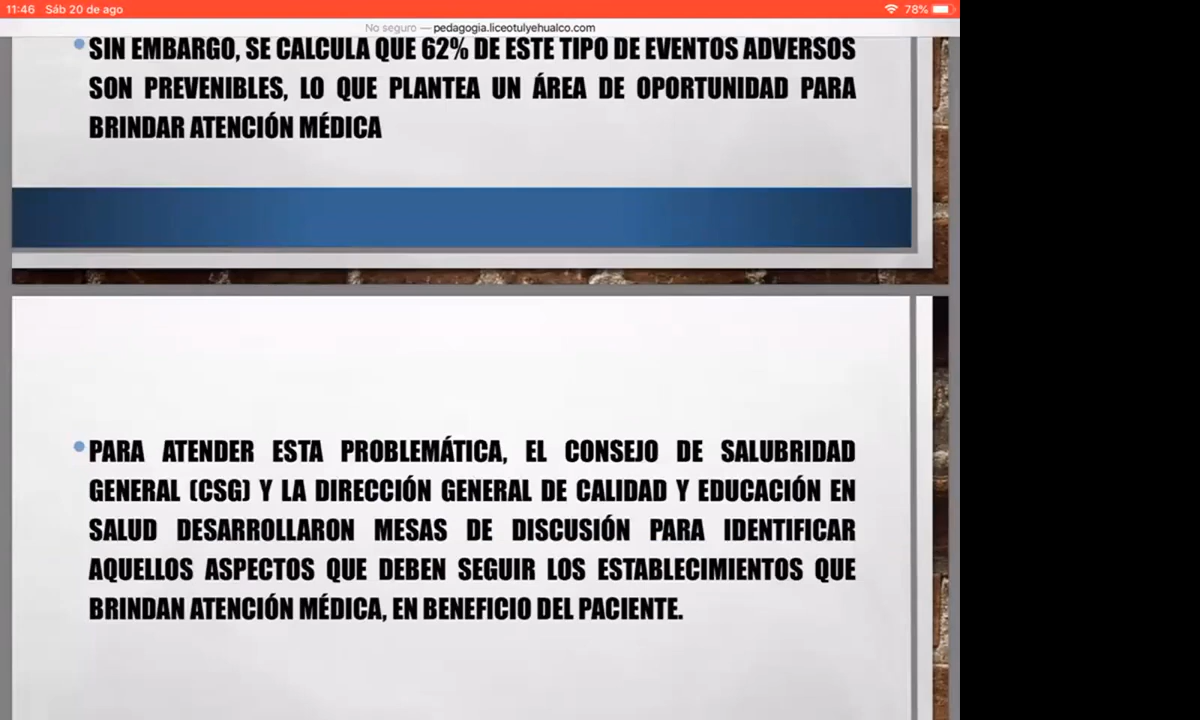 11:46 Sáb 20 de ago 78%
No seguro — pedagogia.liceotulyehualco.com
SIN EMBARGO, SE CALCULA QUE 62% DE ESTE TIPO DE EVENTOS ADVERSOS
SON PREVENIBLES, LO QUE PLANTEA UN ÁREA DE OPORTUNIDAD PARA
BRINDAR ATENCIÓN MÉDICA
PARA ATENDER ESTA PROBLEMÁTICA, EL CONSEJO DE SALUBRIDAD
GENERAL (CSG) Y LA DIRECCIÓN GENERAL DE CALIDAD Y EDUCACIÓN EN
SALUD DESARROLLARON MESAS DE DISCUSIÓN PARA IDENTIFICAR
AQUELLOS ASPECTOS QUE DEBEN SEGUIR LOS ESTABLECIMIENTOS QUE
BRINDAN ATENCIÓN MÉDICA, EN BENEFICIO DEL PACIENTE.